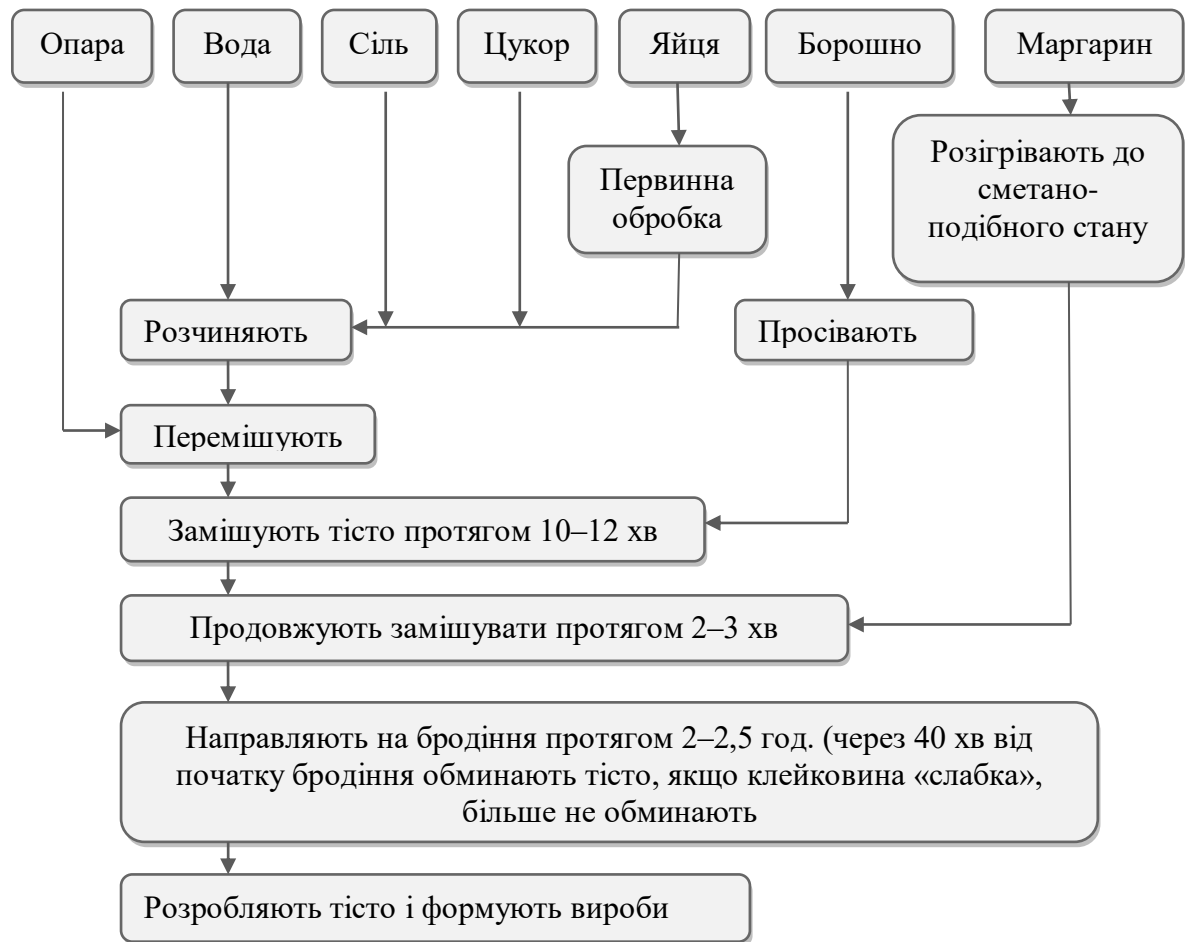 Опара
Вода
Сіль
Цукор
Яйця
Борошно
Маргарин
Первинна
обробка
Розігрівають до
сметано-
подібного стану
Розчиняють
Просівають
Перемішують
Замішують тісто протягом 10–12 хв
Продовжують замішувати протягом 2–3 хв
Направляють на бродіння протягом 2–2,5 год. (через 40 хв від
початку бродіння обминають тісто, якщо клейковина «слабка»,
більше не обминають
Розробляють тісто і формують вироби